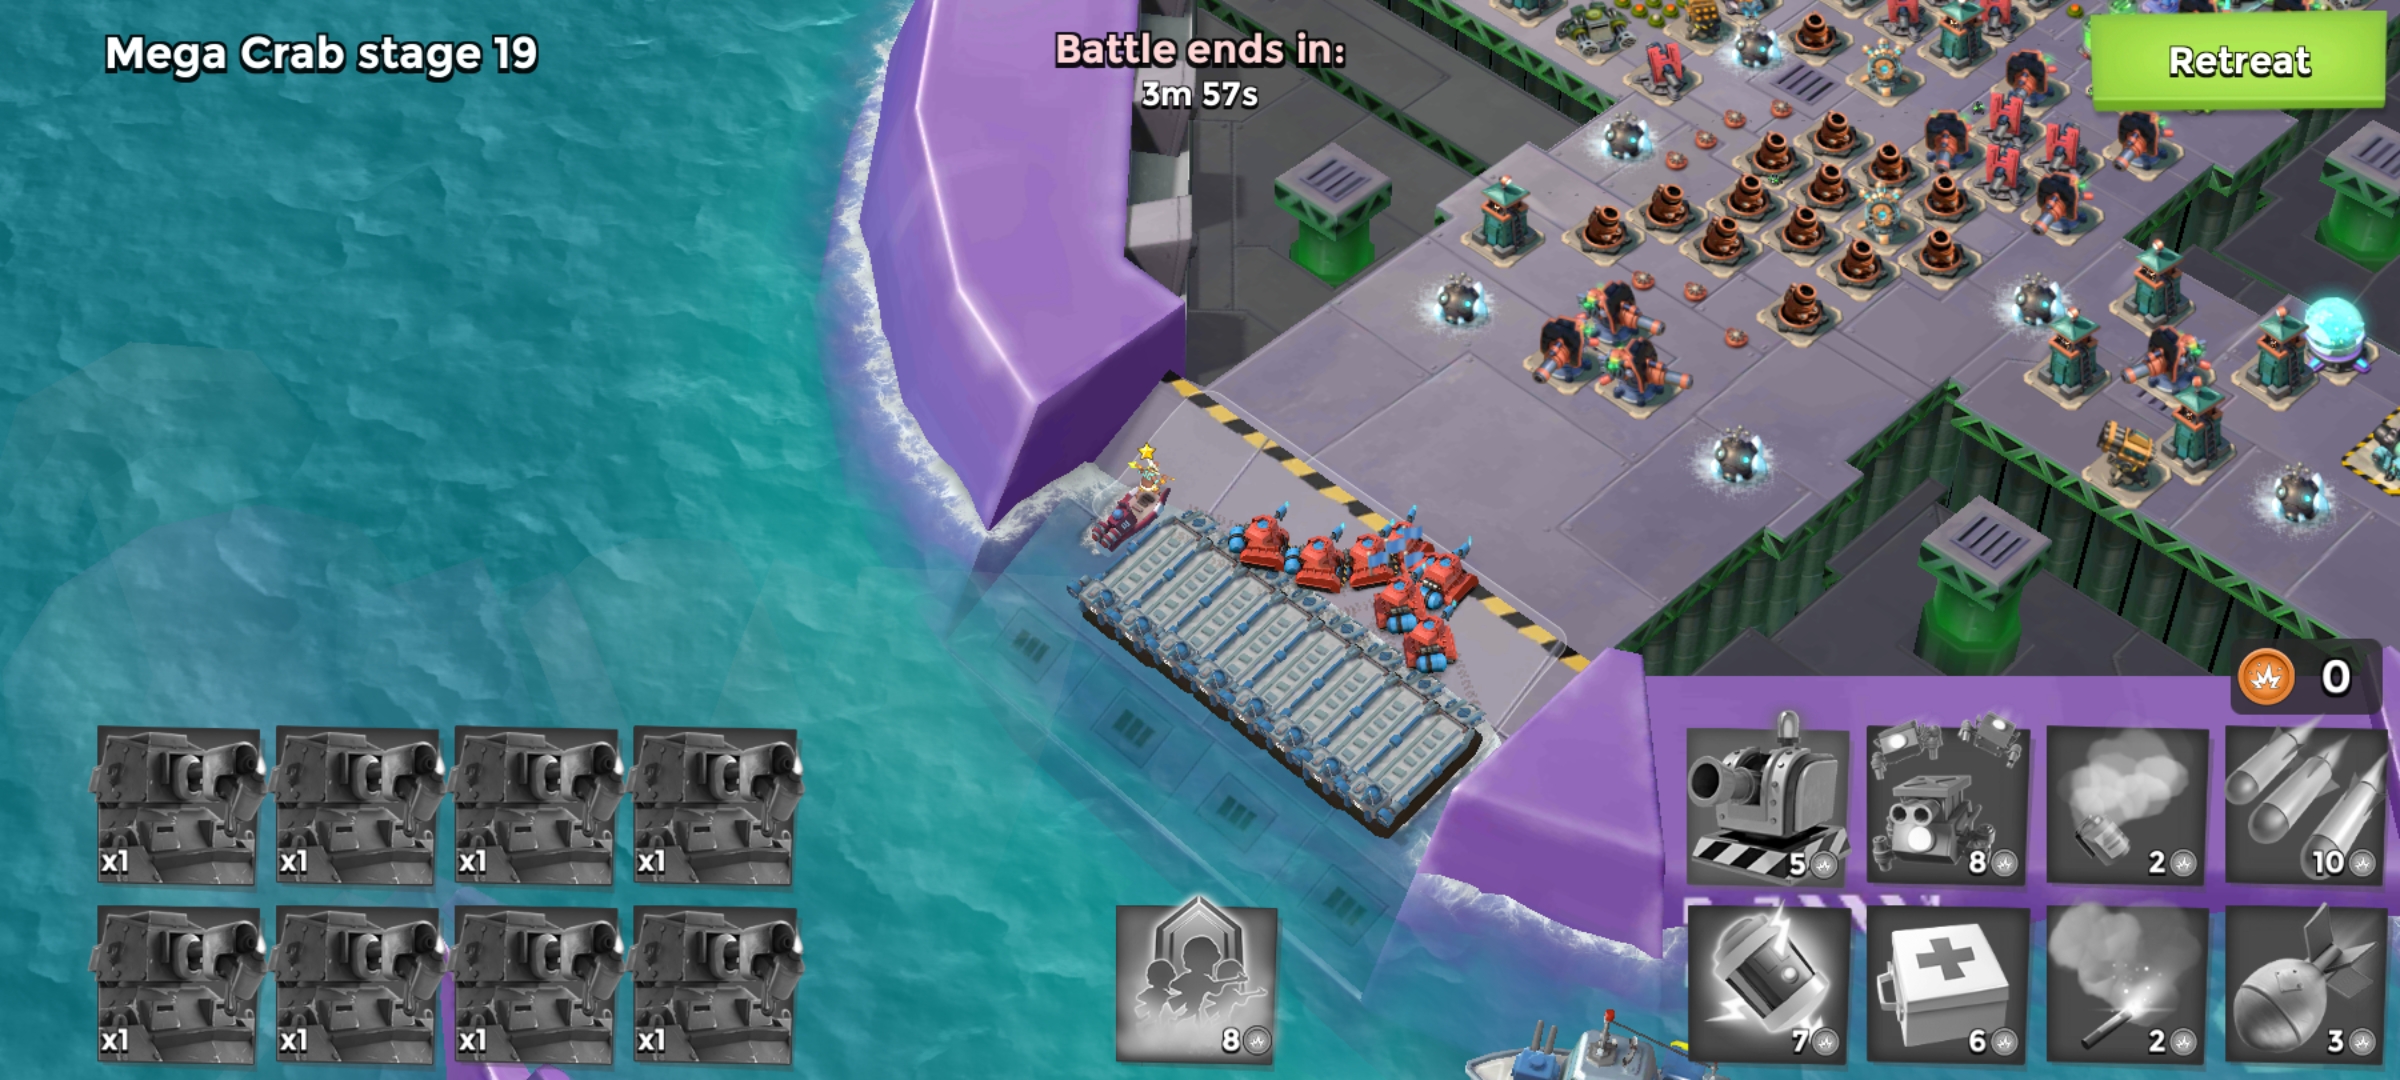 Mega Crab stage 19
Battle ends in:
3m 57s
Retreat
0
x1
x1
x1
x1
5
8
2
10
x1
x1
x1
x1
8
7
6
2
3